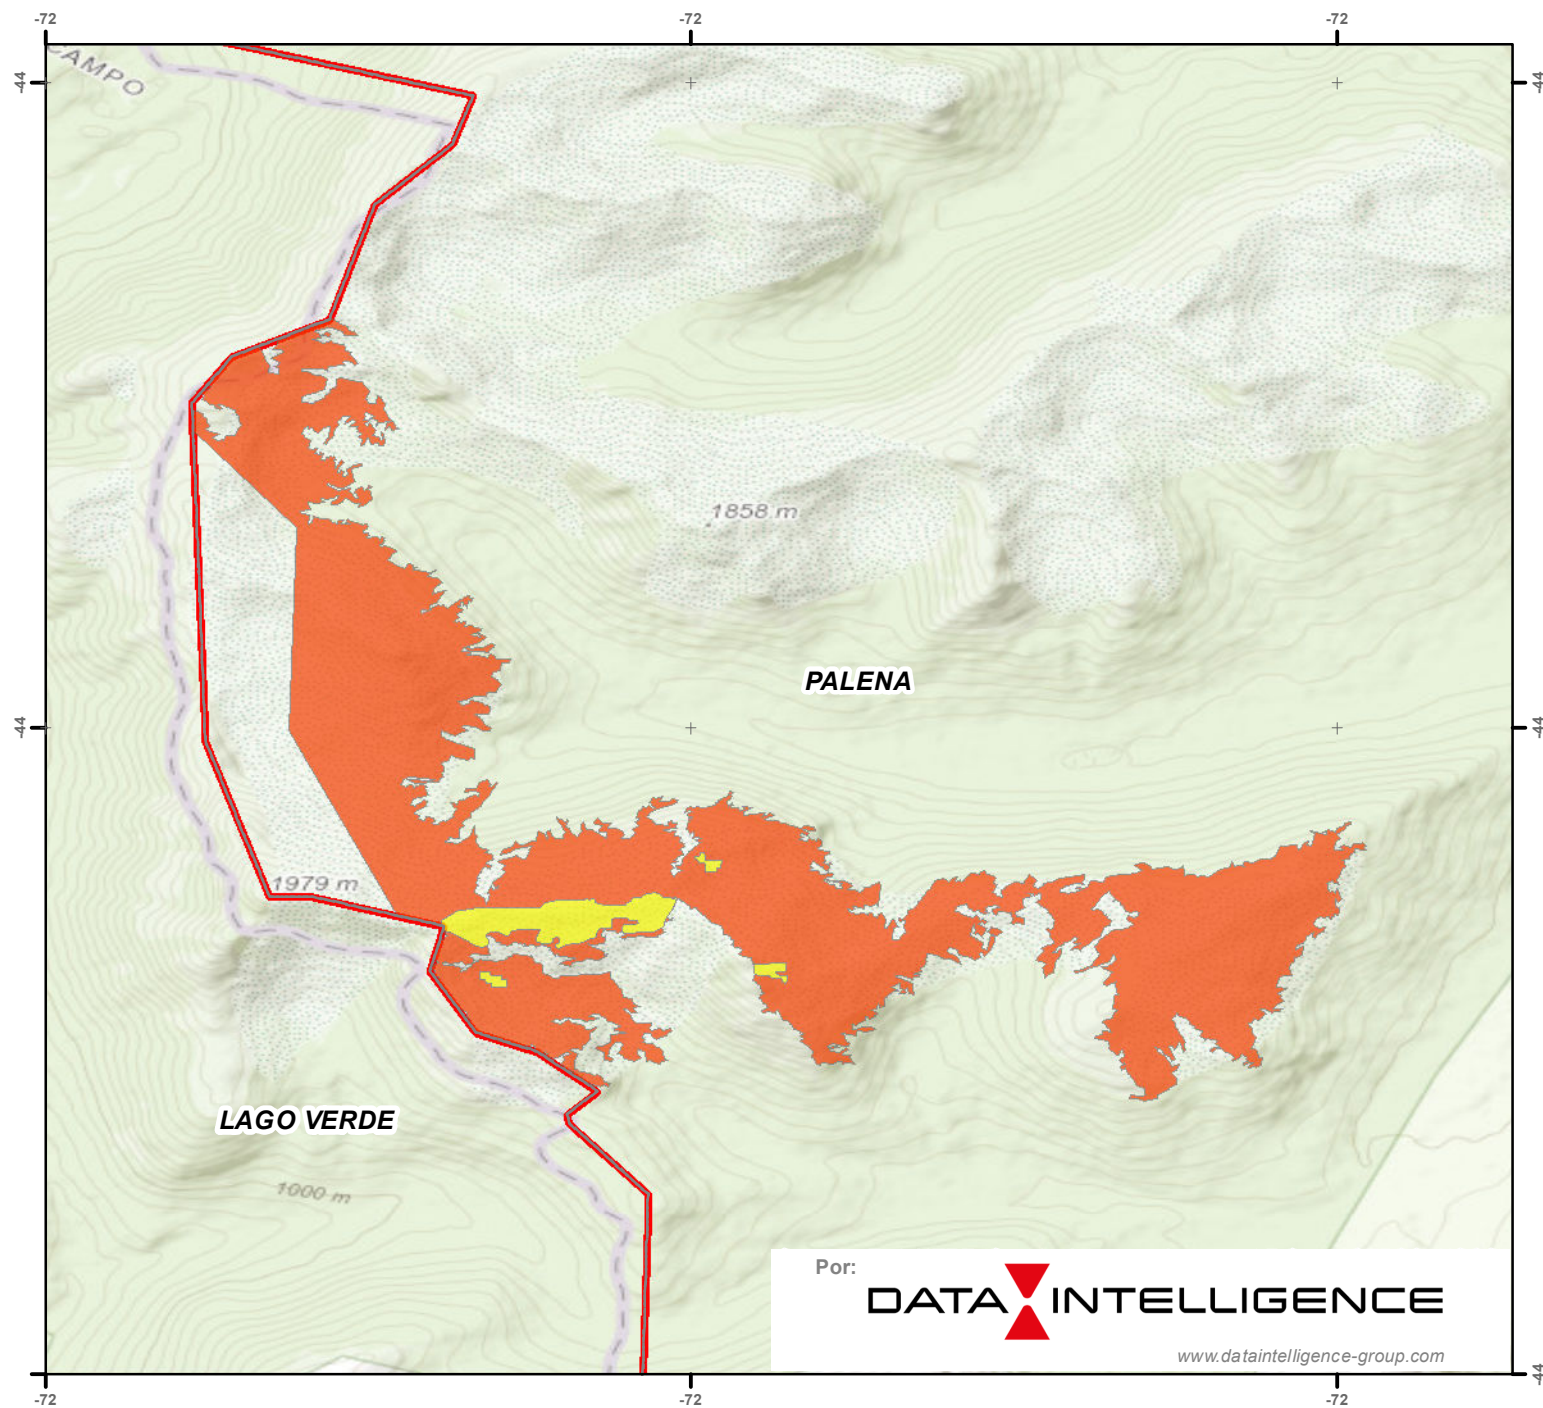 -72 -72 -72
CAMPO
44 44
1858 m
PALENA
44 44
1979 m
LAGO VERDE
1000 m
Por:
DATA INTELLIGENCE
www.dataintelligence-group.com
44
-72 -72 -72